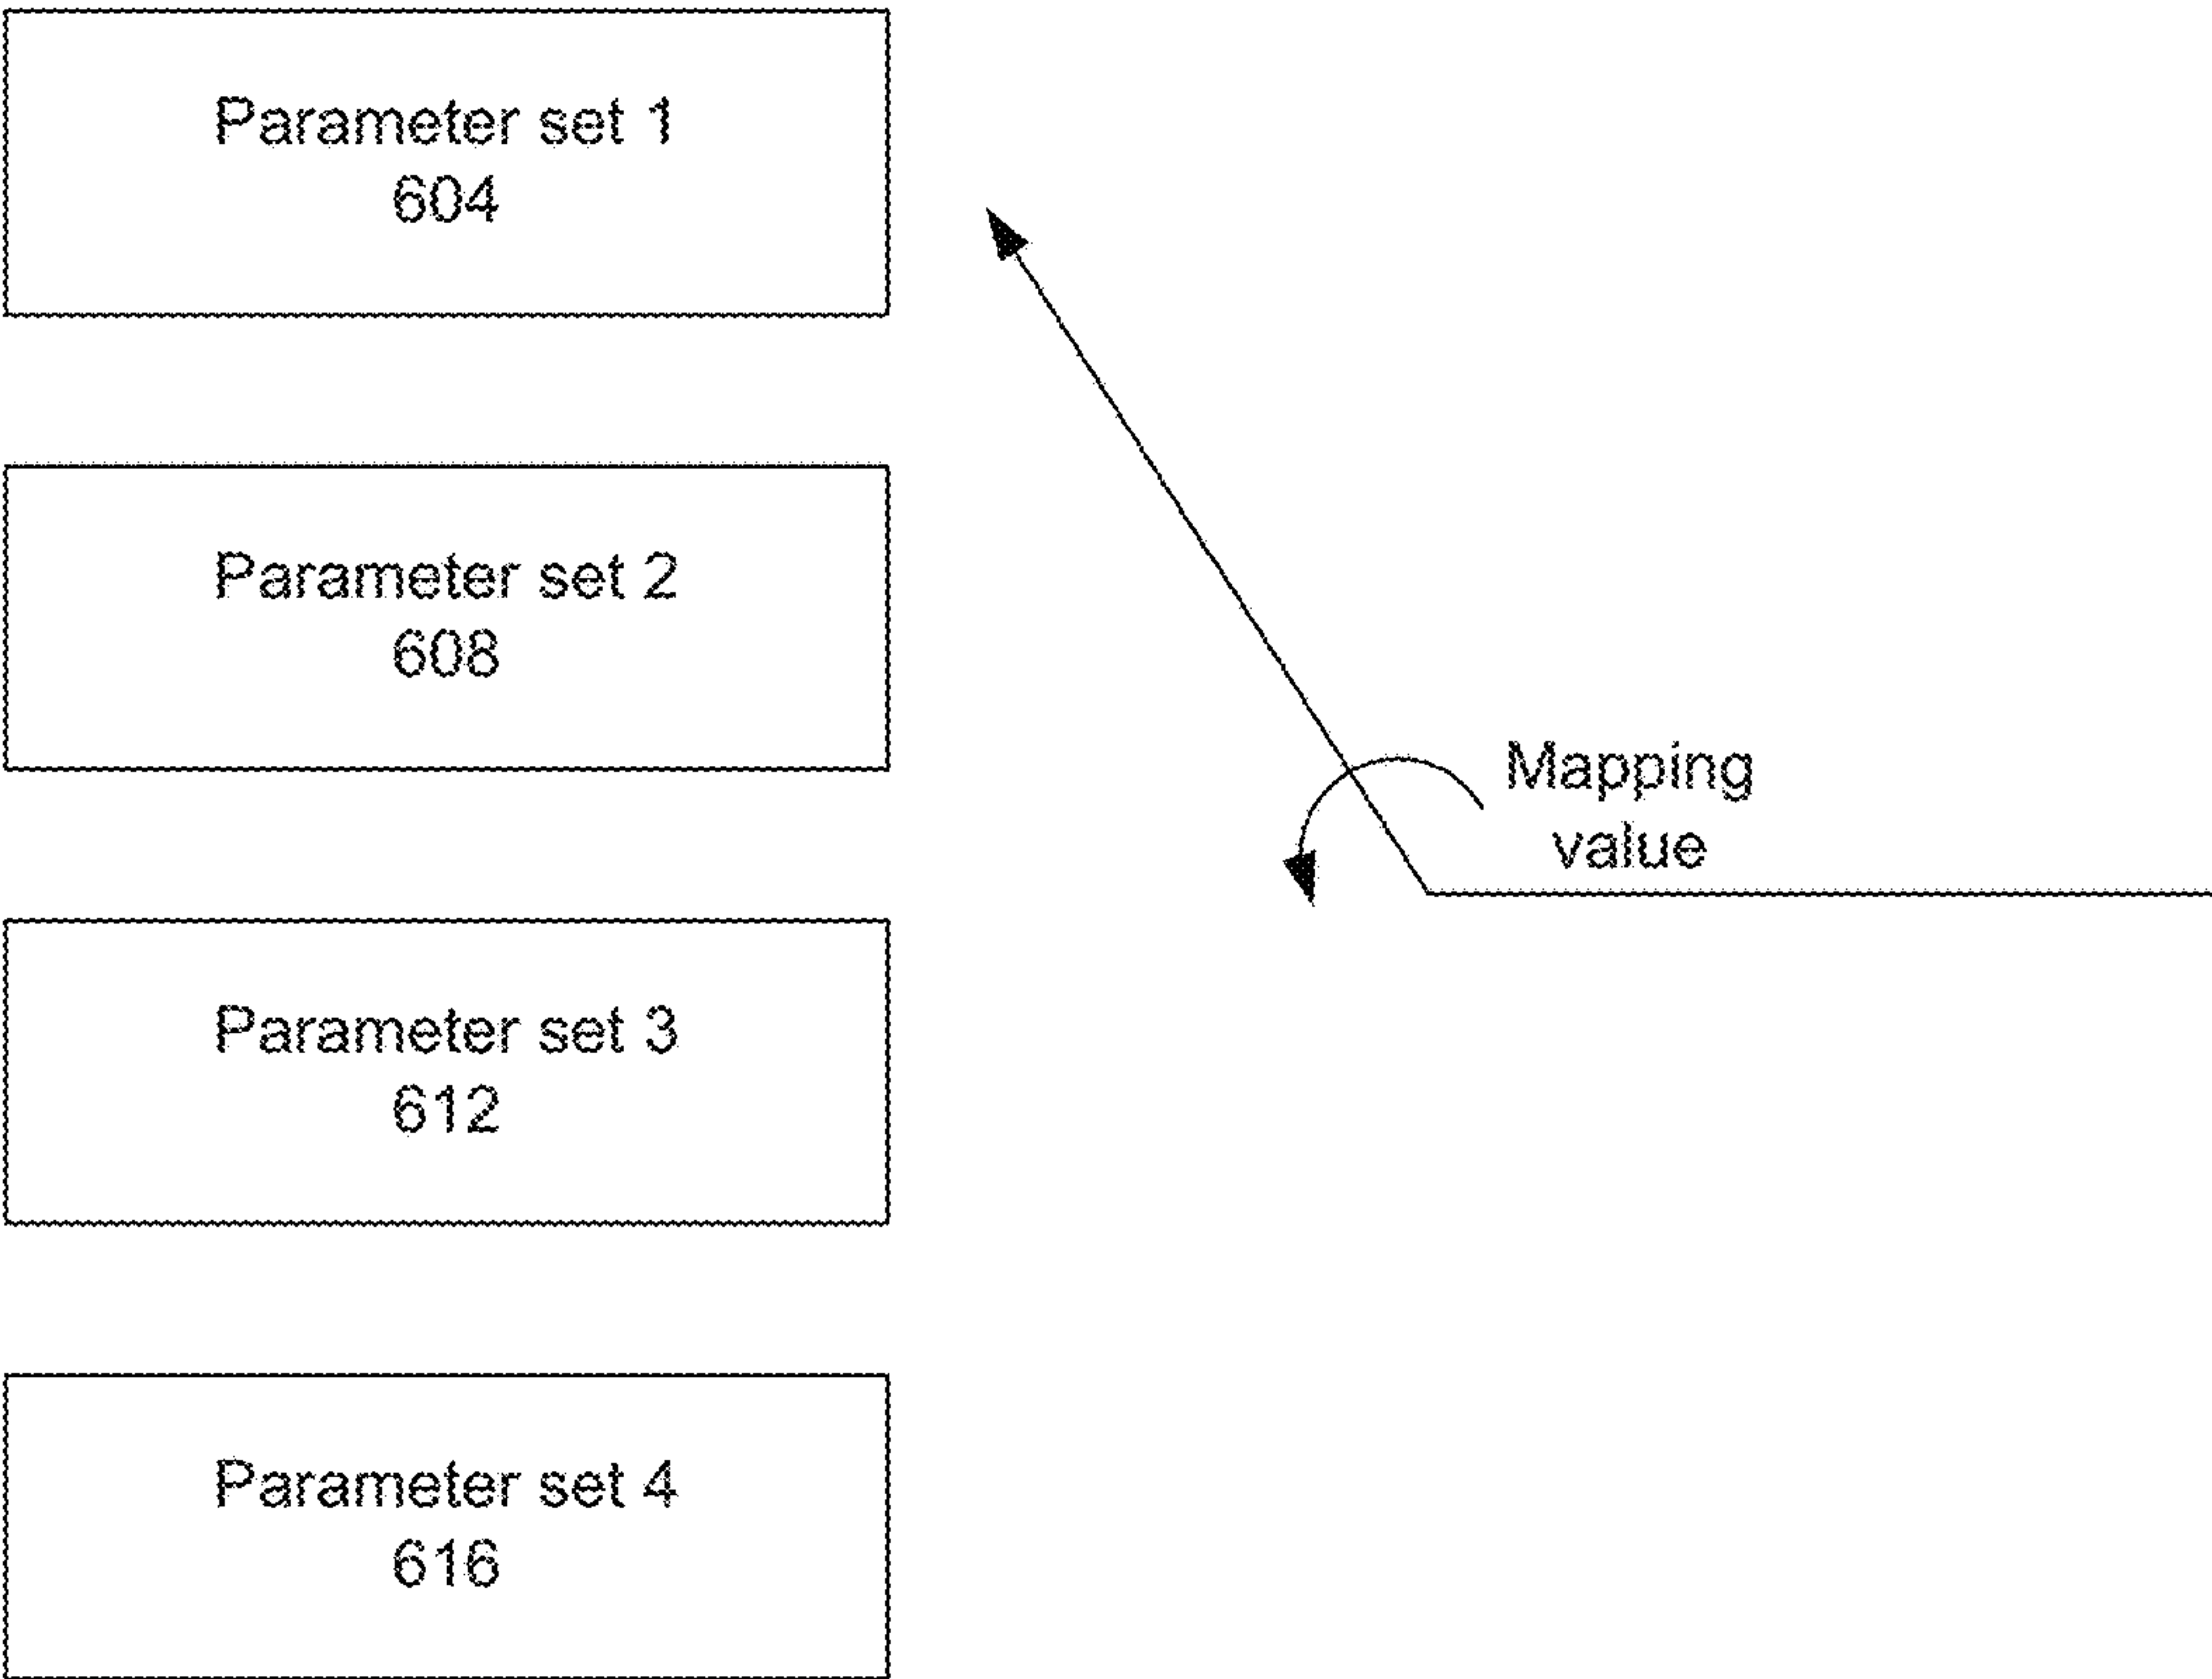 Parameter set 1
604
Parameter set 2
608
Mapping
value
Parameter set 3
612
Parameter set 4
616